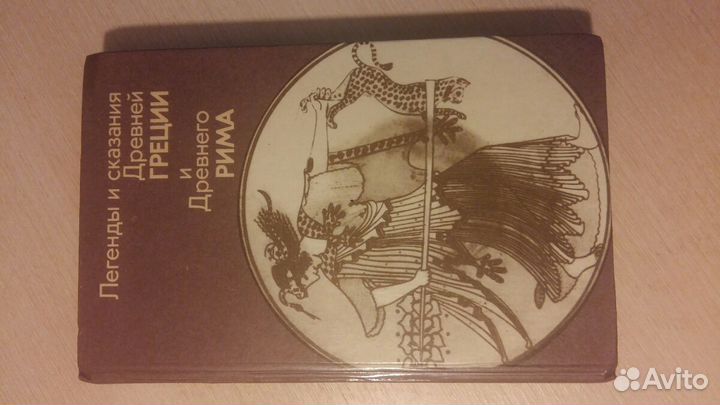 Легенды и сказания
Древней
ГРЕЦИИ
и
Древнего
РИМА
Avito